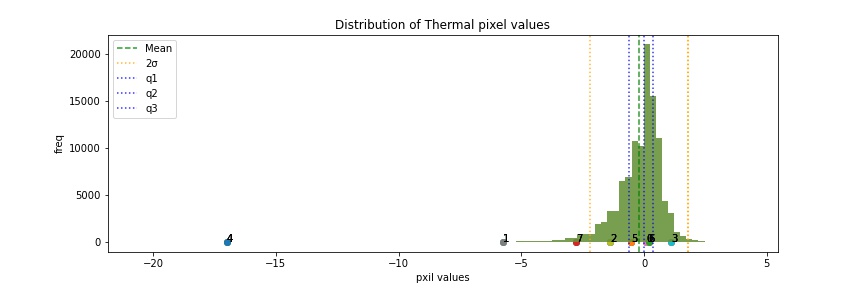 Distribution of Thermal pixel values
Mean
2σ
q1
q2
q3
freq
20000
15000
10000
5000
0
4
1
7
2
5
6
3
−20
−15
−10
−5
0
5
pxil values